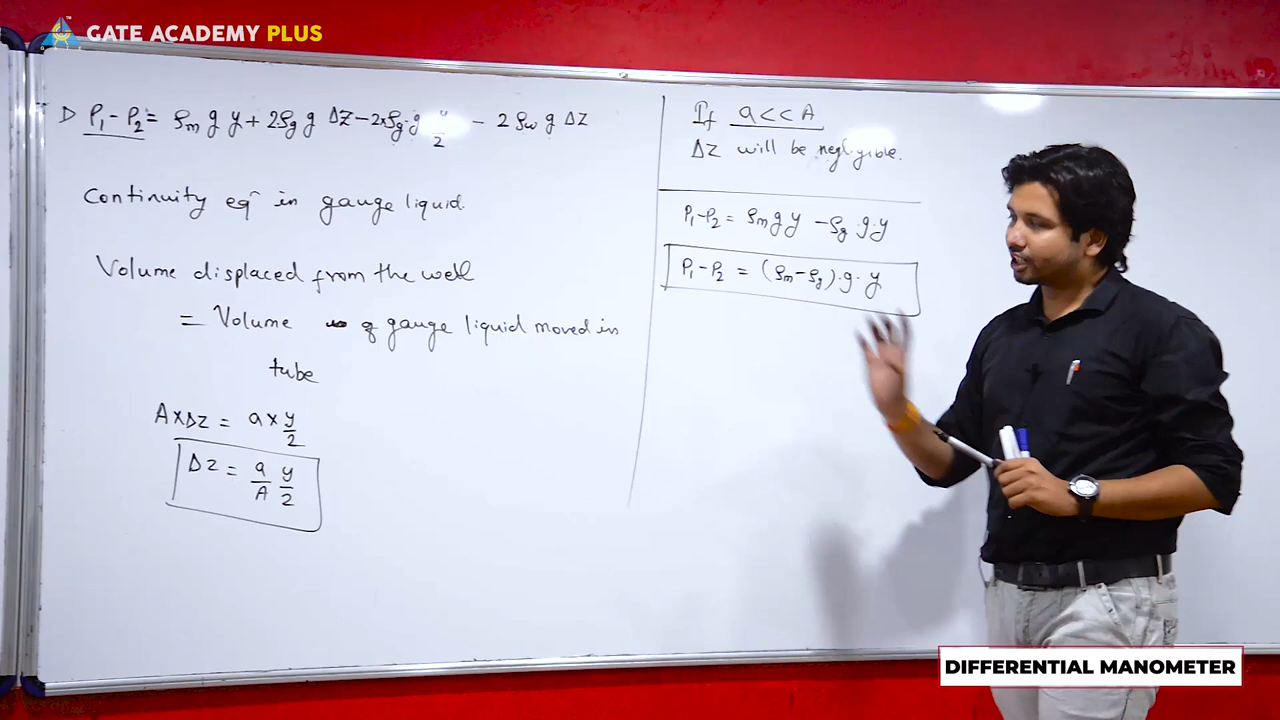 GATE ACADEMY PLUS
P₁ - P₂ = ρm g y + 2ρg g ΔZ - 2×ρg·g y/2 - 2 ρw g ΔZ
Continuity eqn in gauge liquid.
Volume displaced from the well
= Volume of gauge liquid moved in
tube
A×ΔZ = a × y/2
ΔZ = a/A y/2
If a << A
ΔZ will be negligible.
P₁-P₂ = ρm g y - ρg g·y
P₁-P₂ = (ρm-ρg)·g·y
DIFFERENTIAL MANOMETER